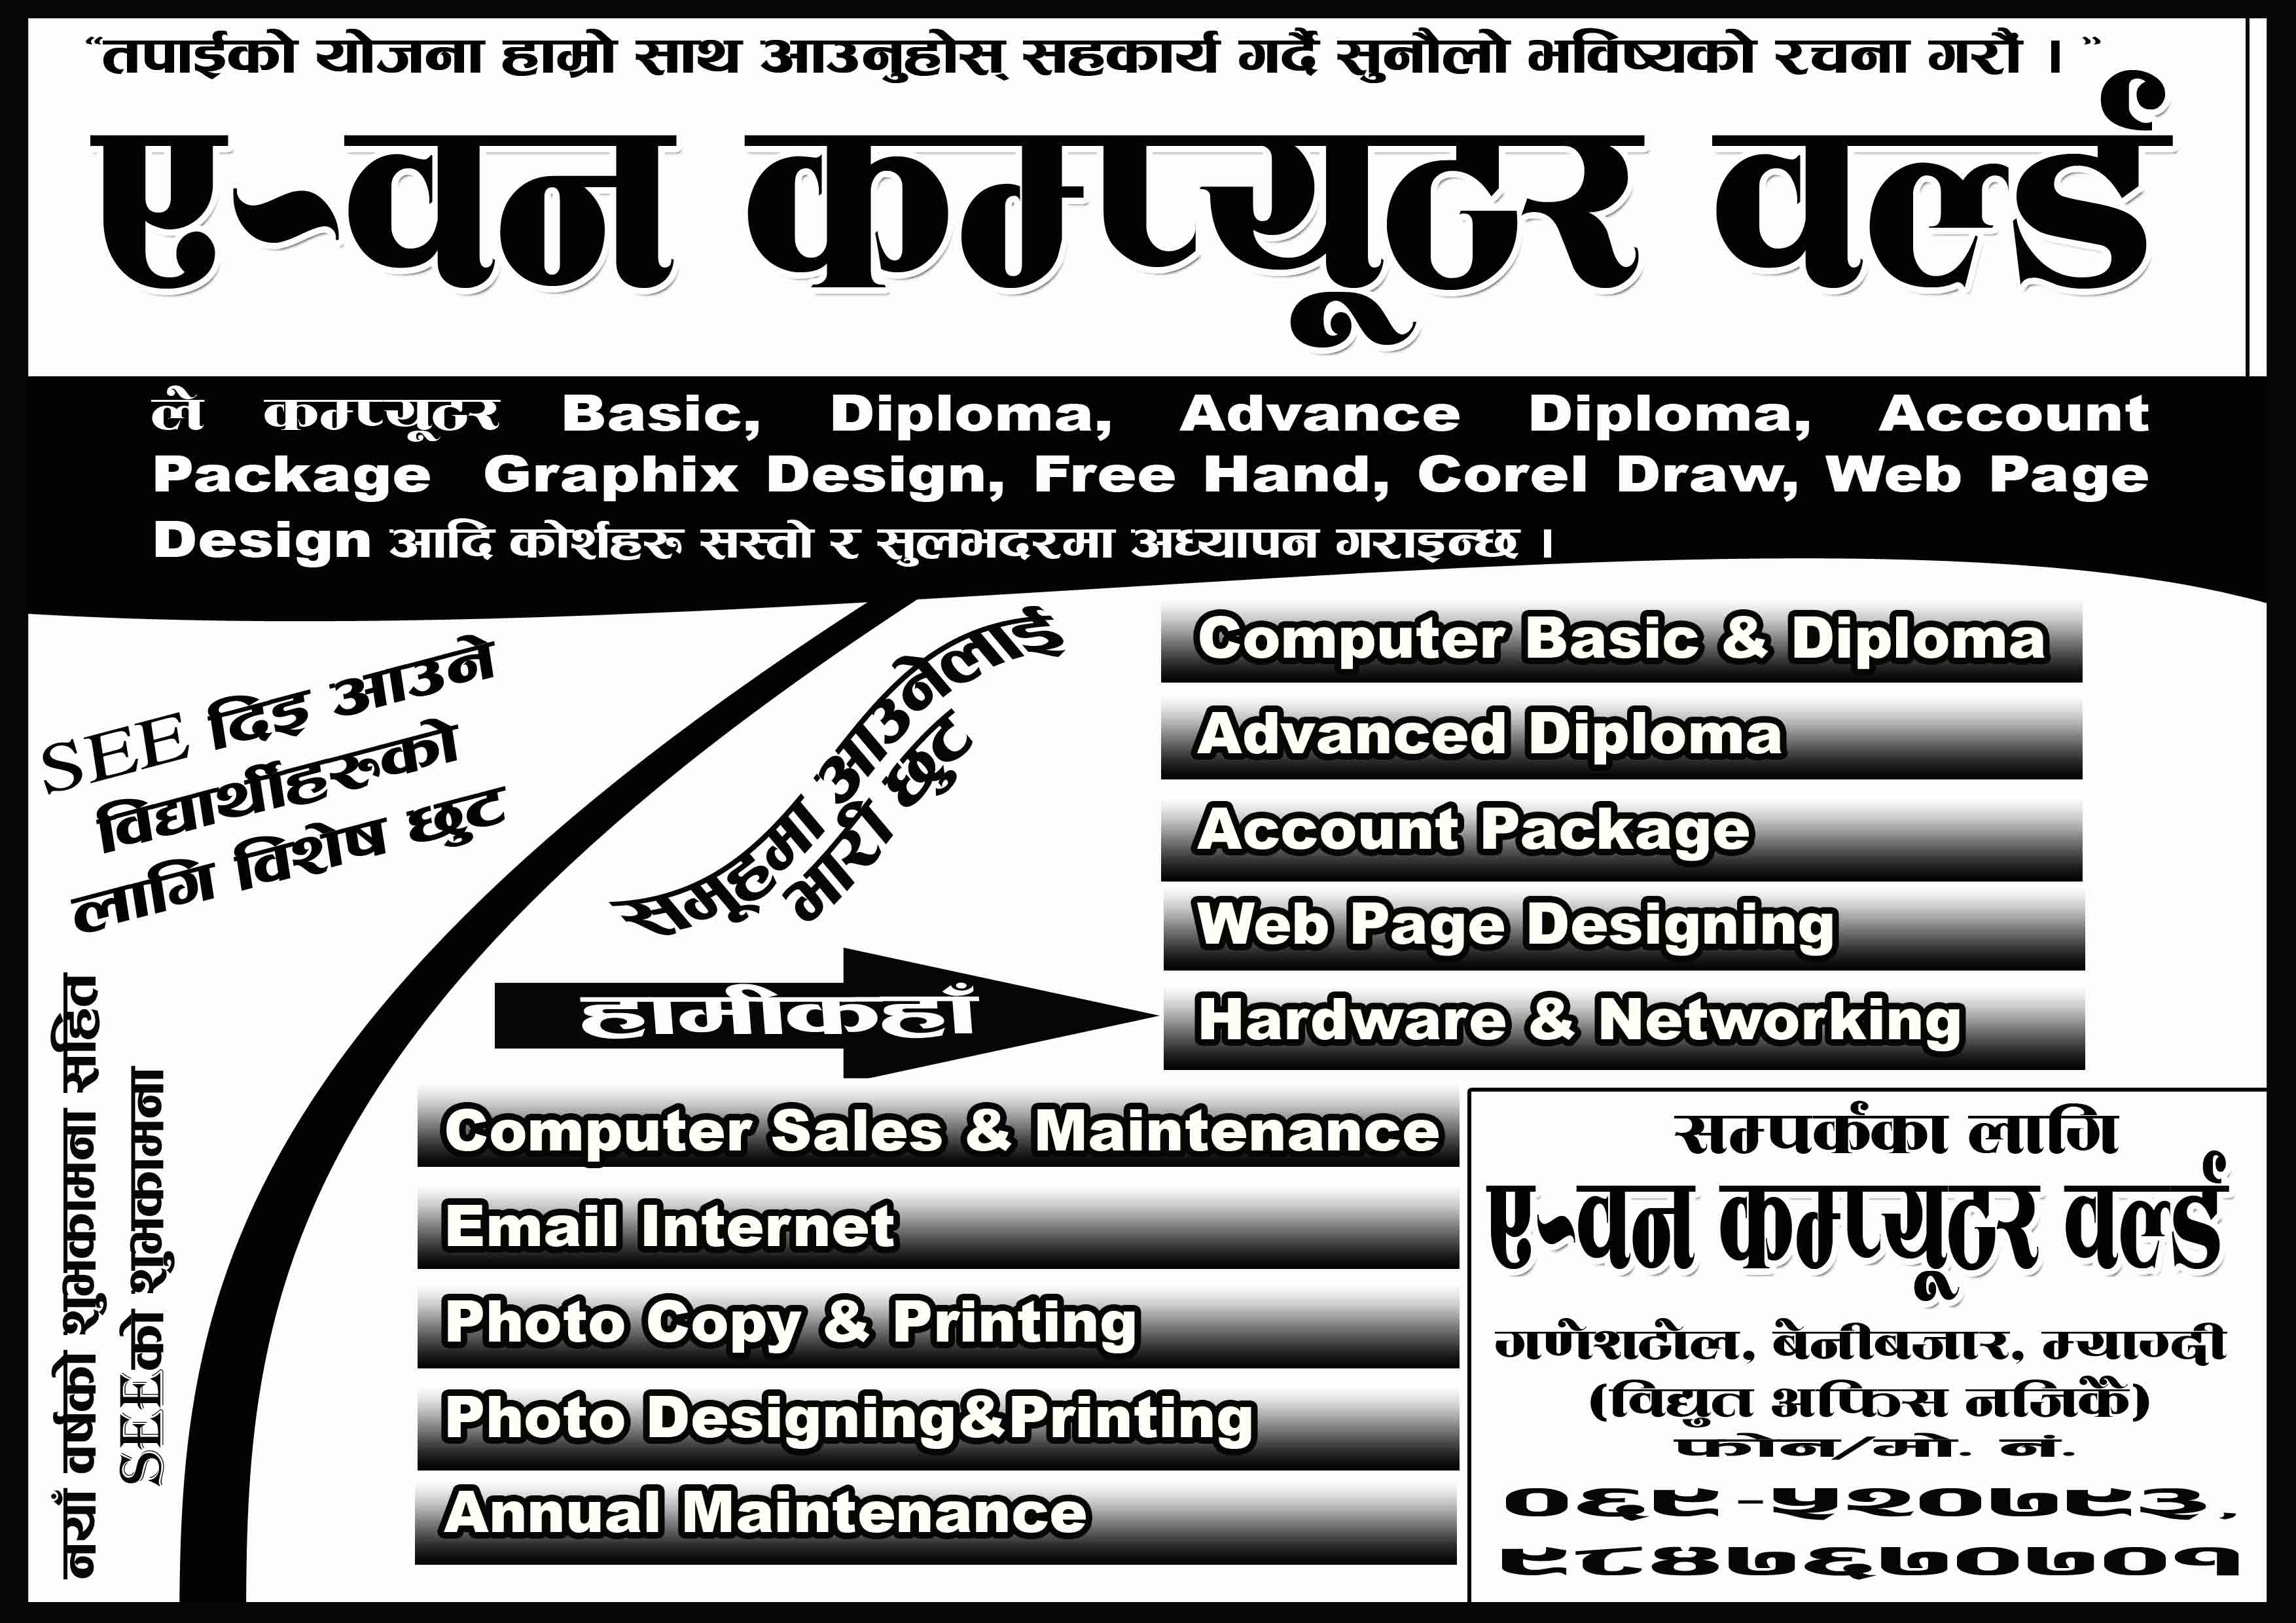 “तपाईको योजना हाम्रो साथ आउनुहोस् सहकार्य गर्दै सुनौलो भविष्यको रचना गरौं । ”
ए-वन कम्प्यूटर वर्ल्ड
ले कम्प्यूटर Basic, Diploma, Advance Diploma, Account
Package Graphix Design, Free Hand, Corel Draw, Web Page
Design आदि कोर्शहरू सस्तो र सुलभदरमा अध्यापन गराइन्छ ।
SEE दिइ आउने
विद्यार्थीहरुको
लागि विशेष छुट
समूहमा आउनेलाई
भारी छुट
हामीकहाँ
Computer Basic & Diploma
Advanced Diploma
Account Package
Web Page Designing
Hardware & Networking
नयाँ वर्षको शुभकामना सहित
SEEको शुभकामना
Computer Sales & Maintenance
Email Internet
Photo Copy & Printing
Photo Designing&Printing
Annual Maintenance
सम्पर्कका लागि
ए-वन कम्प्यूटर वर्ल्ड
गणेशटोल, बेनीबजार, म्याग्दी
(विद्युत अफिस नजिकै)
फोन/मो. नं.
०६९-५२०७९३,
९८४७६७०७०१